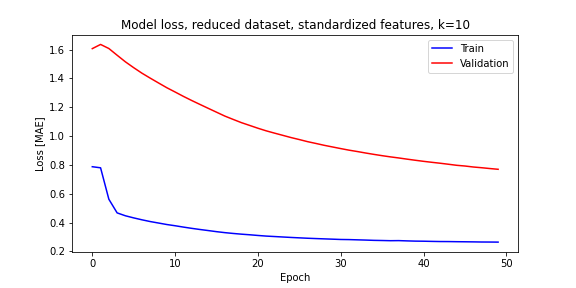 Model loss, reduced dataset, standardized features, k=10
Train
Validation
Loss [MAE]
1.6
1.4
1.2
1.0
0.8
0.6
0.4
0.2
0 10 20 30 40 50
Epoch